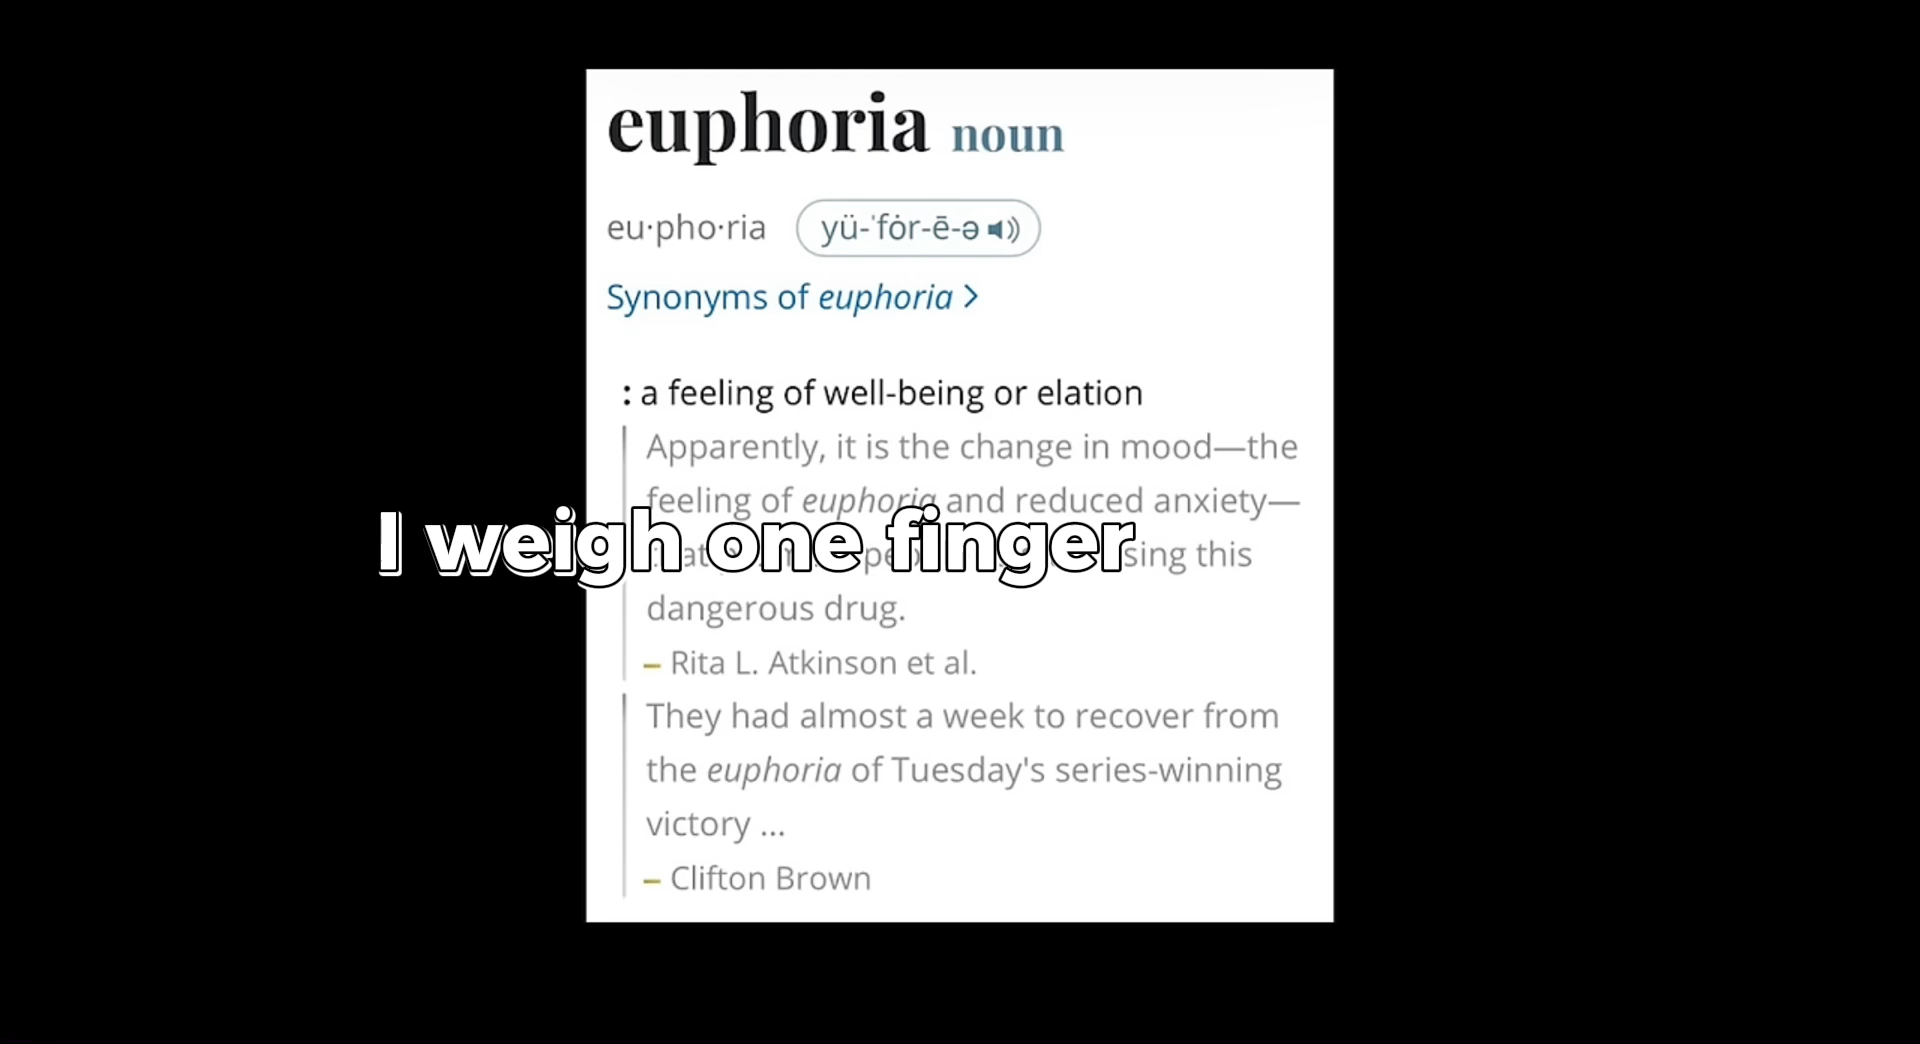 euphoria noun
eu·pho·ria yü-ˈfȯr-ē-ə
Synonyms of euphoria >
: a feeling of well-being or elation
Apparently, it is the change in mood—the
feeling of euphoria and reduced anxiety—
I weigh one finger
this
dangerous drug.
– Rita L. Atkinson et al.
They had almost a week to recover from
the euphoria of Tuesday's series-winning
victory ...
– Clifton Brown